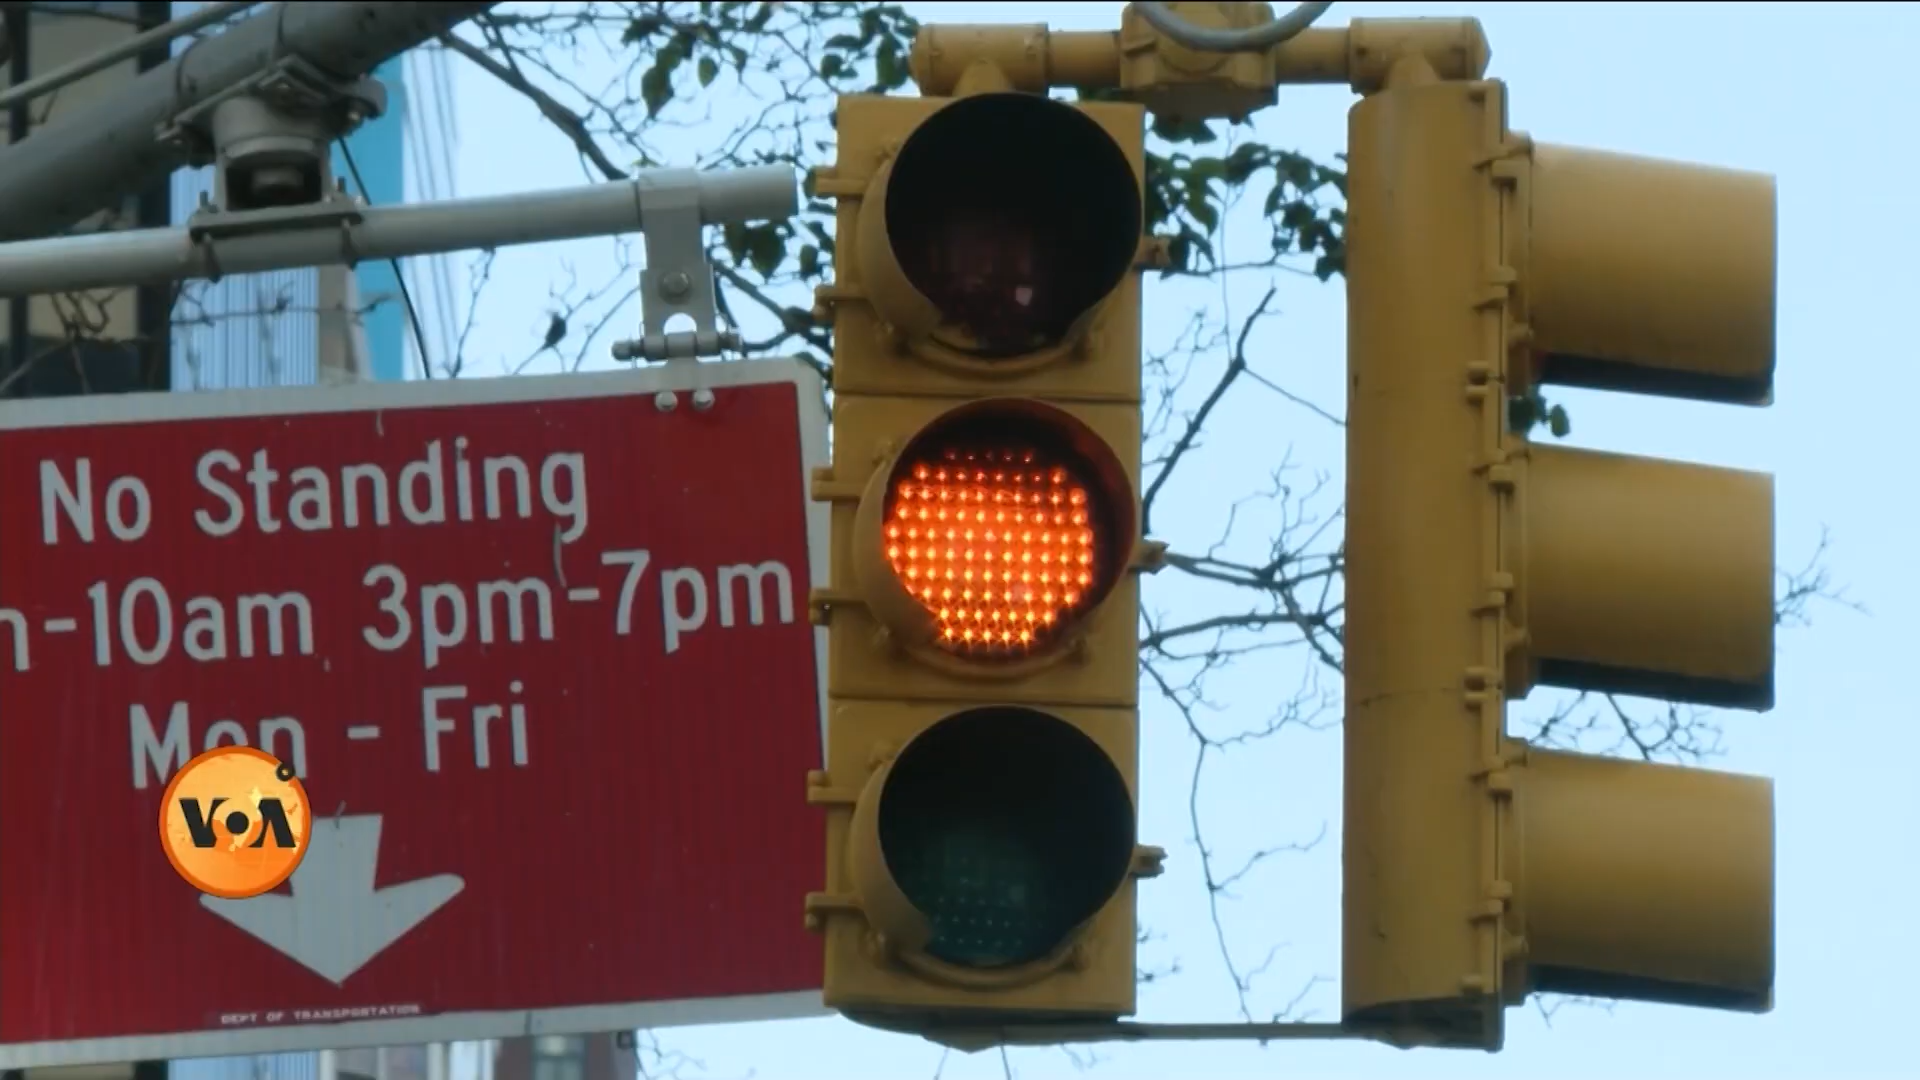 No Standing
-10am 3pm-7pm
Mon - Fri
VOA
DEPT OF TRANSPORTATION